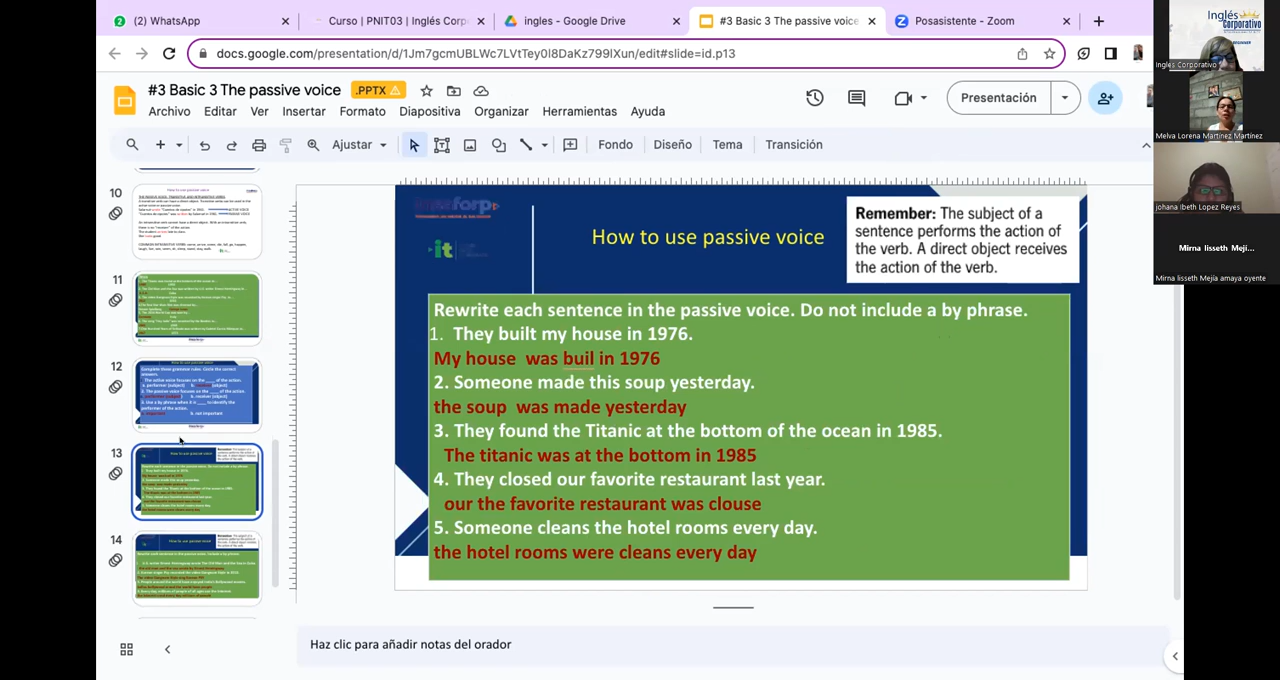 (2) WhatsApp
Curso | PNIT03 | Inglés Corp
ingles - Google Drive
#3 Basic 3 The passive voice
Posasistente - Zoom
docs.google.com/presentation/d/1Jm7gcmUBLWc7LVtTey0I8DaKz799lXun/edit#slide=id.p13
#3 Basic 3 The passive voice
.PPTX
Archivo Editar Ver Insertar Formato Diapositiva Organizar Herramientas Ayuda
Presentación
Ajustar
Fondo Diseño Tema Transición
Inglés
Corporativo
Ingles Corporativo
Melva Lorena Martínez Martínez
johana lbeth Lopez Reyes
Mirna lisseth Mejí...
Mirna lisseth Mejía amaya oyente
10
11
12
13
14
How to use passive voice
Remember: The subject of a
sentence performs the action of
the verb. A direct object receives
the action of the verb.
Rewrite each sentence in the passive voice. Do not include a by phrase.
1. They built my house in 1976.
My house was buil in 1976
2. Someone made this soup yesterday.
the soup was made yesterday
3. They found the Titanic at the bottom of the ocean in 1985.
The titanic was at the bottom in 1985
4. They closed our favorite restaurant last year.
our the favorite restaurant was clouse
5. Someone cleans the hotel rooms every day.
the hotel rooms were cleans every day
Haz clic para añadir notas del orador